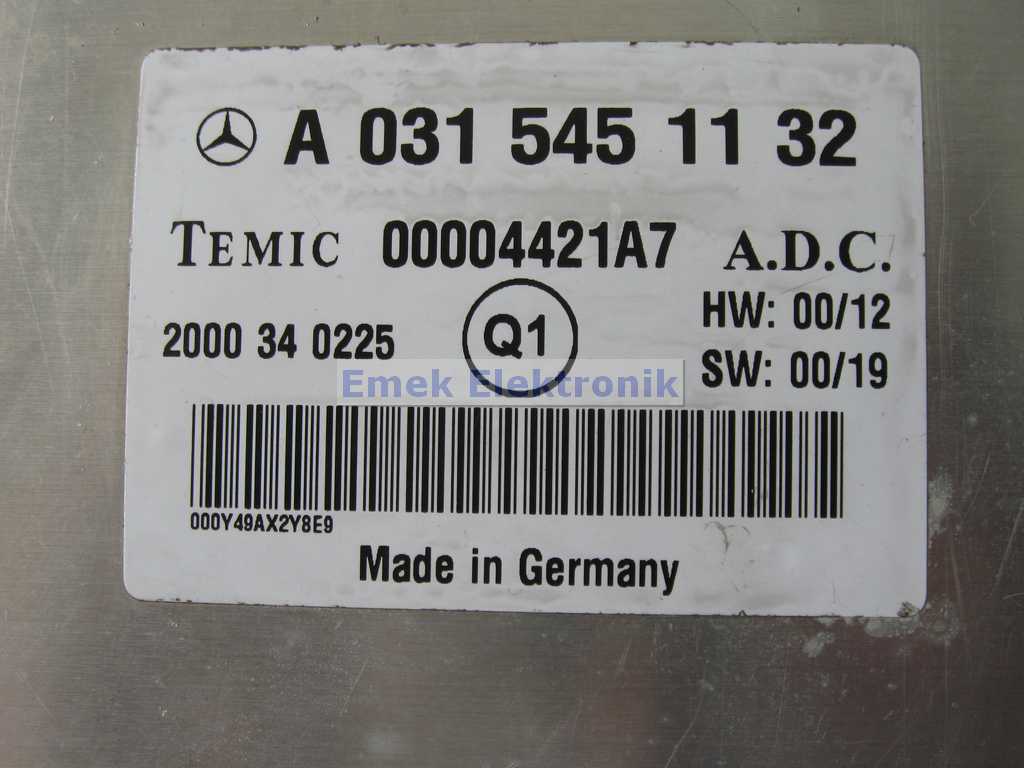 A 031 545 11 32
TEMIC 00004421A7 A.D.C.
HW: 00/12
2000 34 0225 Q1
SW: 00/19
Emek Elektronik
000Y49AX2Y8E9
Made in Germany